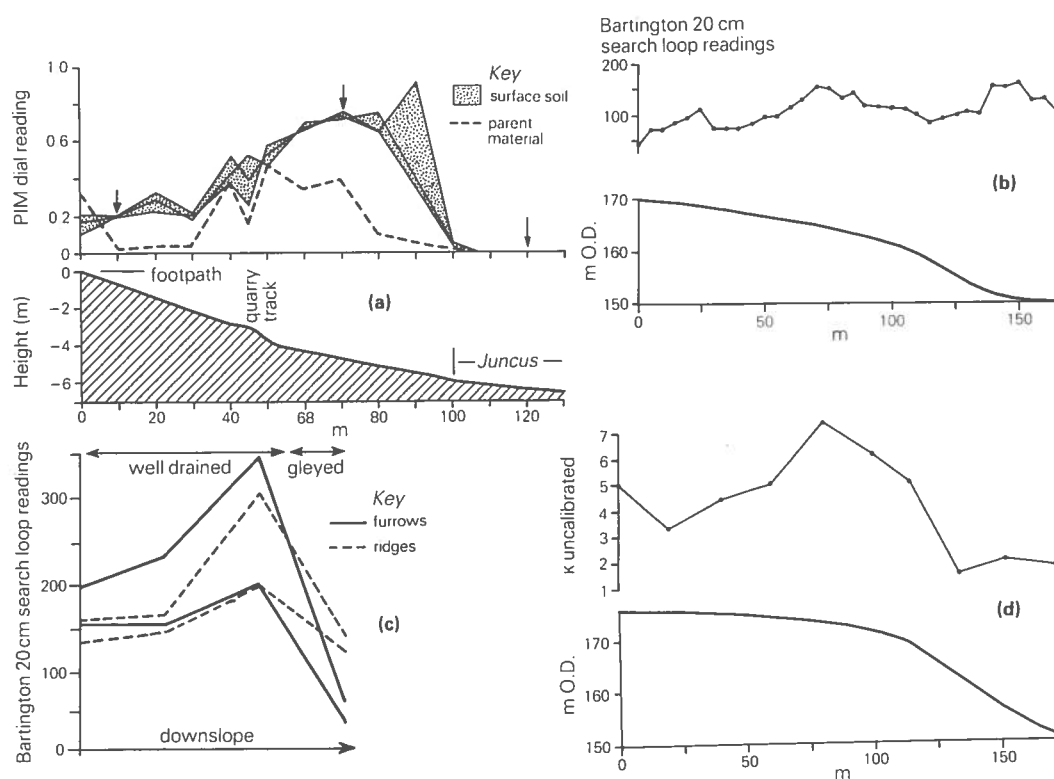 1 0
0.6
0.2
0
PIM dial reading
Key
surface soil
parent
material
0
-2
-4
-6
Height (m)
footpath
quarry
track
(a)
Juncus
0
20
40
68
80
100
120
m
Bartington 20 cm
search loop readings
200
100
(b)
170
160
150
m O.D.
0
50
100
150
m
well drained
gleyed
300
200
100
0
Bartington 20cm search loop readings
Key
furrows
ridges
(c)
downslope
7
6
5
4
3
2
1
κ uncalibrated
(d)
170
160
150
m O.D.
0
50
100
150
m